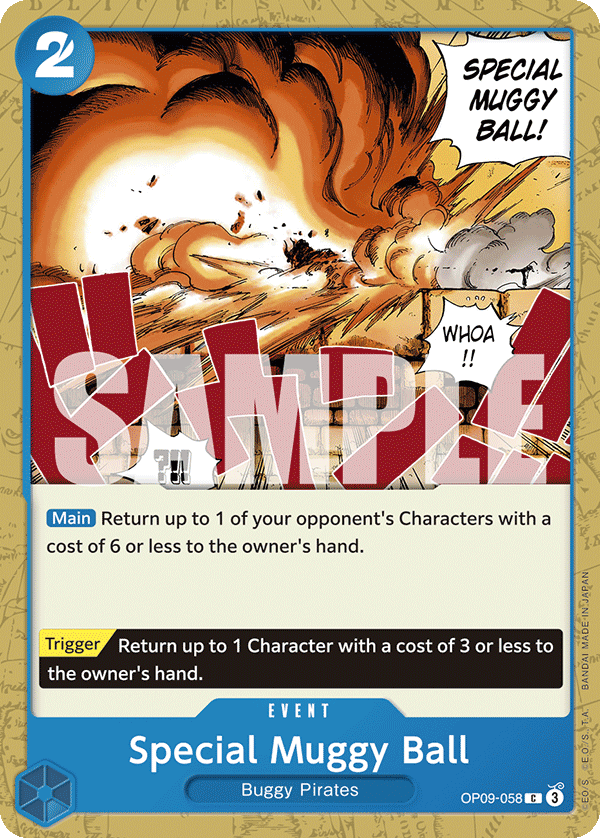 2
SPECIAL
MUGGY
BALL!
WHOA
!!
?!!
SAMPLE
Main Return up to 1 of your opponent's Characters with a
cost of 6 or less to the owner's hand.
Trigger Return up to 1 Character with a cost of 3 or less to
the owner's hand.
EVENT
Special Muggy Ball
Buggy Pirates
OP09-058 C 3
BANDAI MADE IN JAPAN